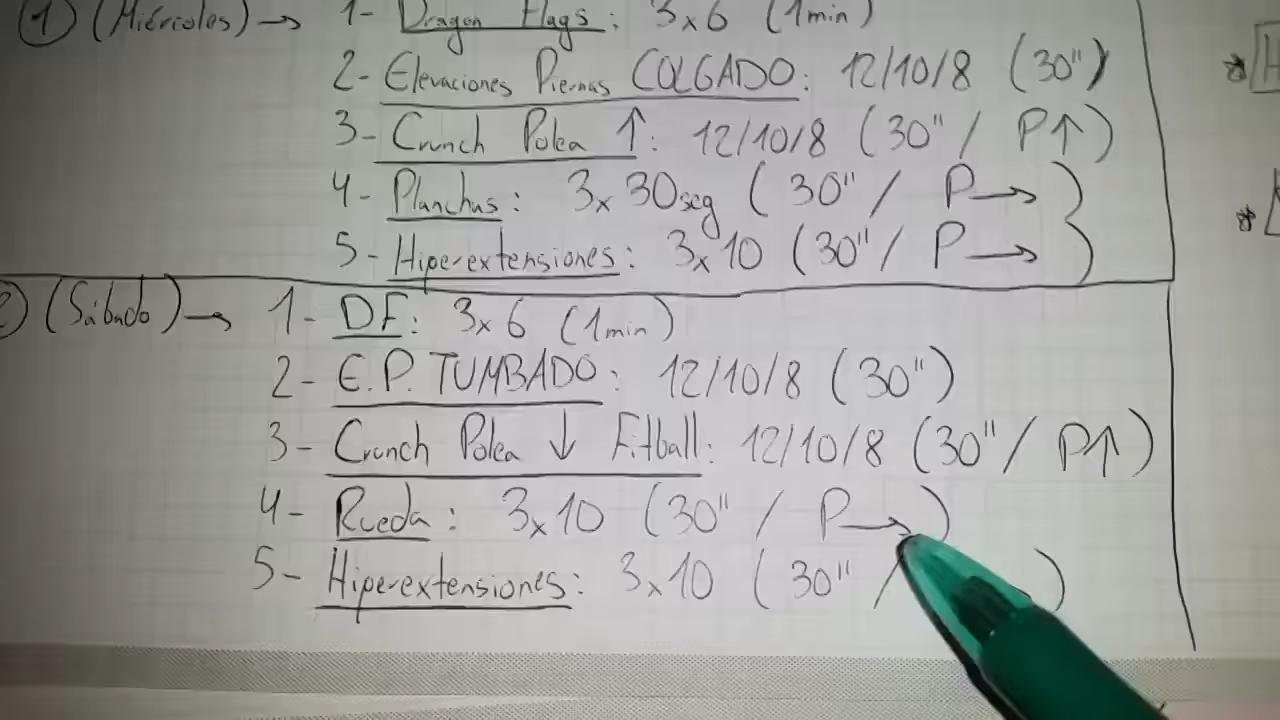 1) (Miércoles) → 1- Dragon Flags: 3x6 (1min)
2- Elevaciones Piernas COLGADO: 12/10/8 (30")
3- Crunch Polea ↑: 12/10/8 (30" / P↑)
4- Planchas: 3x30seg (30" / P→)
5- Hiperextensiones: 3x10 (30" / P→)
2) (Sábado) → 1- DF: 3x6 (1min)
2- E.P. TUMBADO: 12/10/8 (30")
3- Crunch Polea ↓ Fitball: 12/10/8 (30" / P↑)
4- Rueda: 3x10 (30" / P→)
5- Hiperextensiones: 3x10 (30" / )